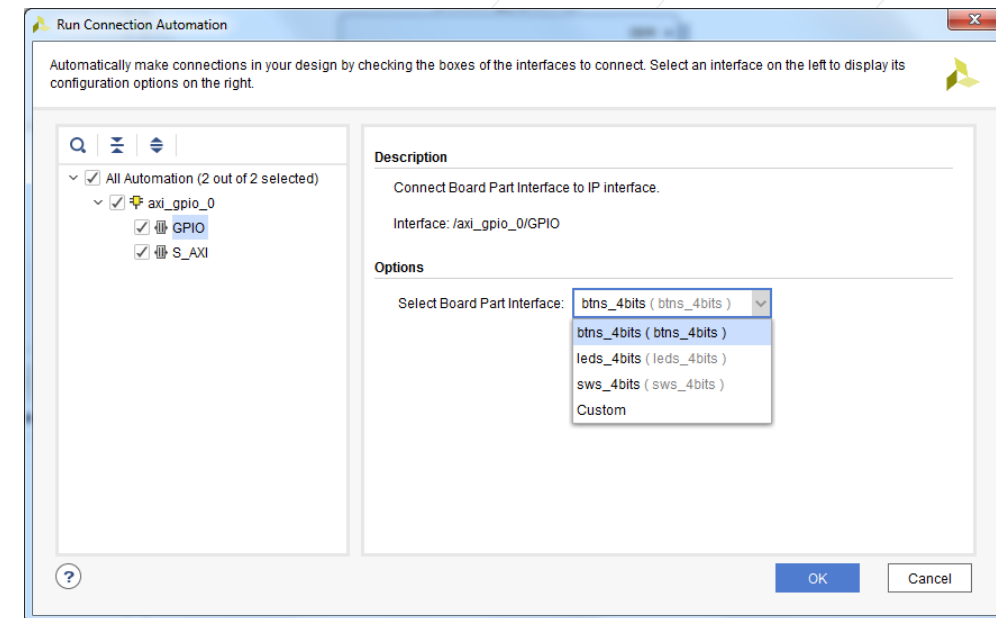 Run Connection Automation
Automatically make connections in your design by checking the boxes of the interfaces to connect. Select an interface on the left to display its
configuration options on the right.
All Automation (2 out of 2 selected)
axi_gpio_0
GPIO
S_AXI
Description
Connect Board Part Interface to IP interface.
Interface: /axi_gpio_0/GPIO
Options
Select Board Part Interface: btns_4bits ( btns_4bits )
btns_4bits ( btns_4bits )
leds_4bits ( leds_4bits )
sws_4bits ( sws_4bits )
Custom
?
OK Cancel